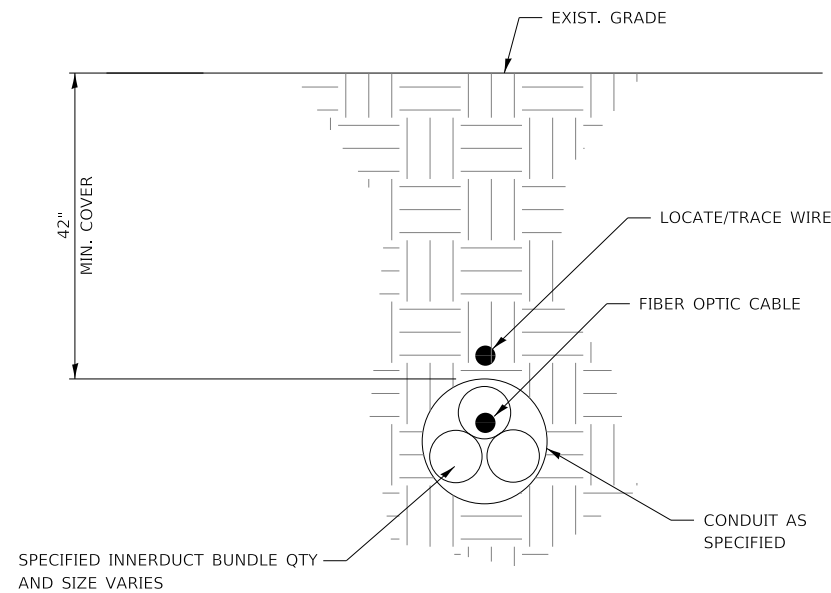 EXIST. GRADE
42"
MIN. COVER
LOCATE/TRACE WIRE
FIBER OPTIC CABLE
CONDUIT AS
SPECIFIED
SPECIFIED INNERDUCT BUNDLE QTY
AND SIZE VARIES